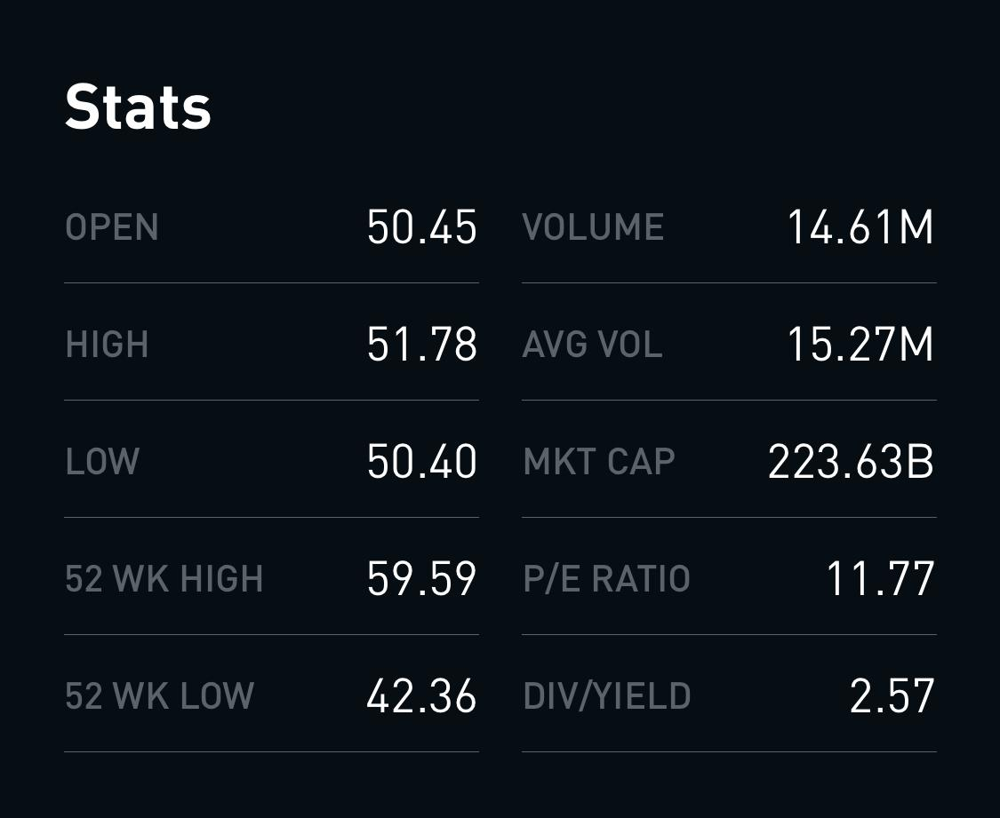 Stats
OPEN 50.45 VOLUME 14.61M
HIGH 51.78 AVG VOL 15.27M
LOW 50.40 MKT CAP 223.63B
52 WK HIGH 59.59 P/E RATIO 11.77
52 WK LOW 42.36 DIV/YIELD 2.57